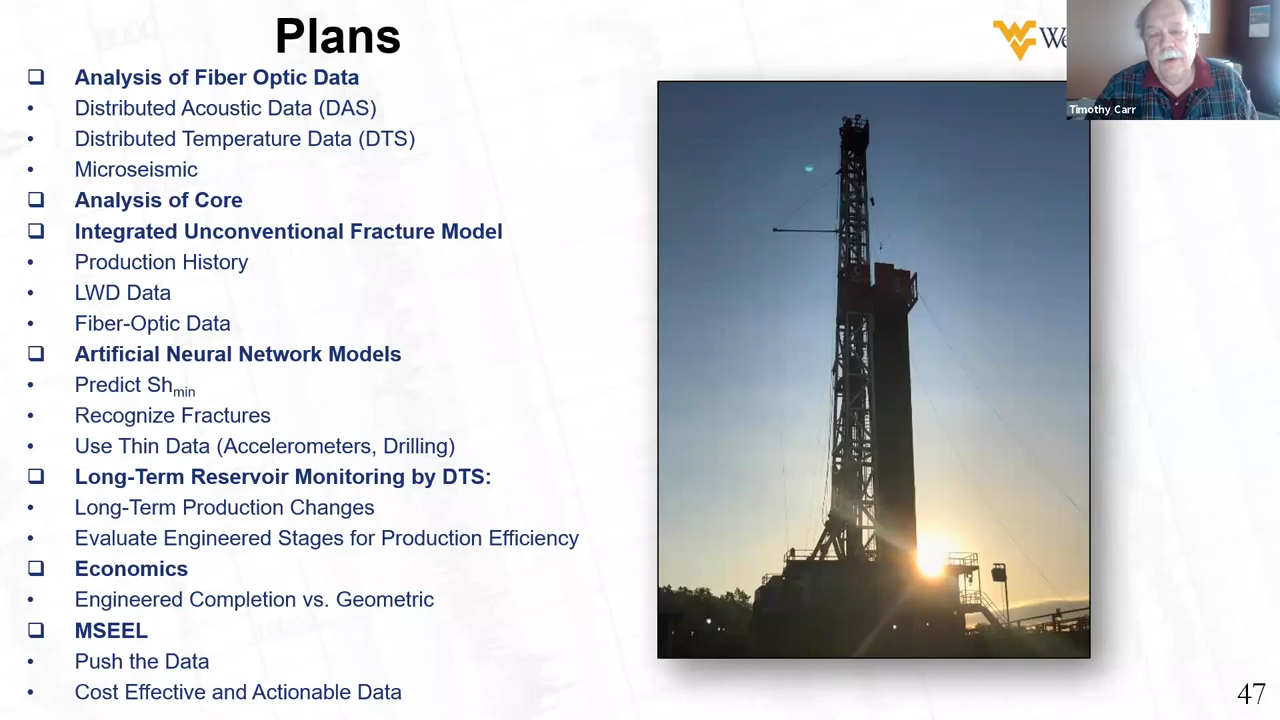 Plans
❑ Analysis of Fiber Optic Data
• Distributed Acoustic Data (DAS)
• Distributed Temperature Data (DTS)
• Microseismic
❑ Analysis of Core
❑ Integrated Unconventional Fracture Model
• Production History
• LWD Data
• Fiber-Optic Data
❑ Artificial Neural Network Models
• Predict Shmin
• Recognize Fractures
• Use Thin Data (Accelerometers, Drilling)
❑ Long-Term Reservoir Monitoring by DTS:
• Long-Term Production Changes
• Evaluate Engineered Stages for Production Efficiency
❑ Economics
• Engineered Completion vs. Geometric
❑ MSEEL
• Push the Data
• Cost Effective and Actionable Data
We
Timothy Carr
47